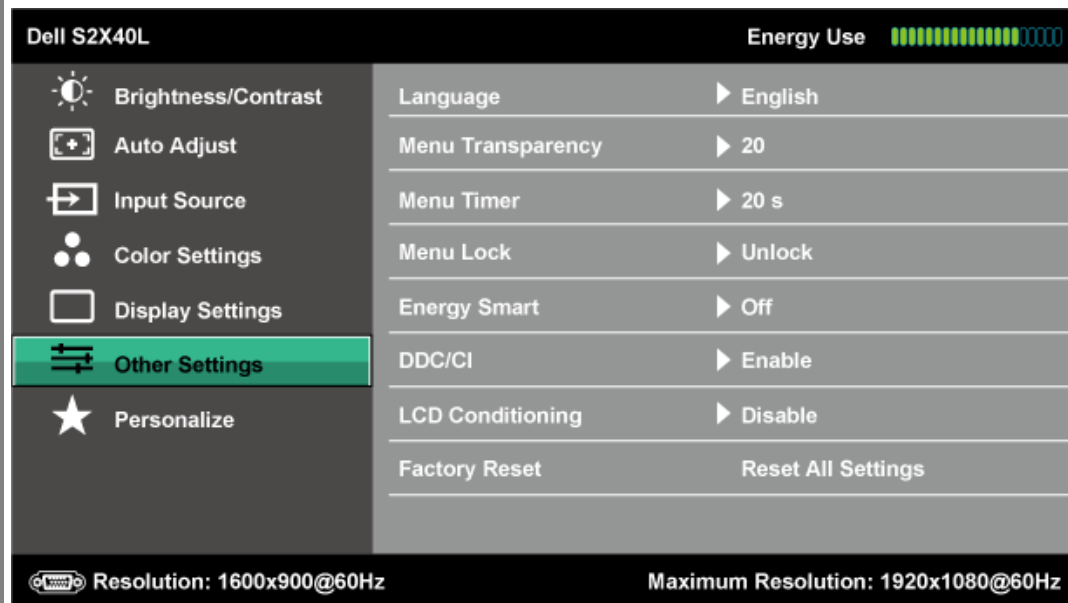 Dell S2X40L Energy Use
Brightness/Contrast
Auto Adjust
Input Source
Color Settings
Display Settings
Other Settings
Personalize
Language English
Menu Transparency 20
Menu Timer 20 s
Menu Lock Unlock
Energy Smart Off
DDC/CI Enable
LCD Conditioning Disable
Factory Reset Reset All Settings
Resolution: 1600x900@60Hz Maximum Resolution: 1920x1080@60Hz